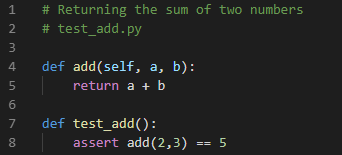 1 # Returning the sum of two numbers
2 # test_add.py
3
4 def add(self, a, b):
5     return a + b
6
7 def test_add():
8     assert add(2,3) == 5